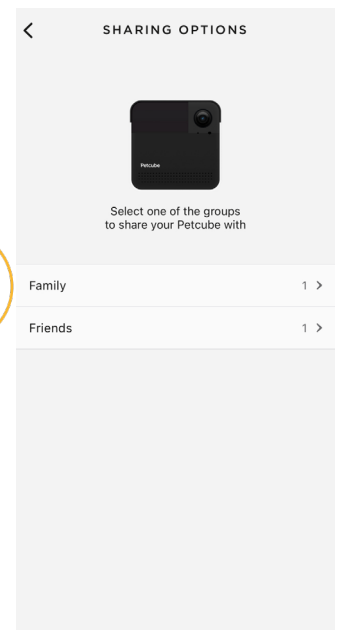 SHARING OPTIONS
Petcube
Select one of the groups
to share your Petcube with
Family 1
Friends 1